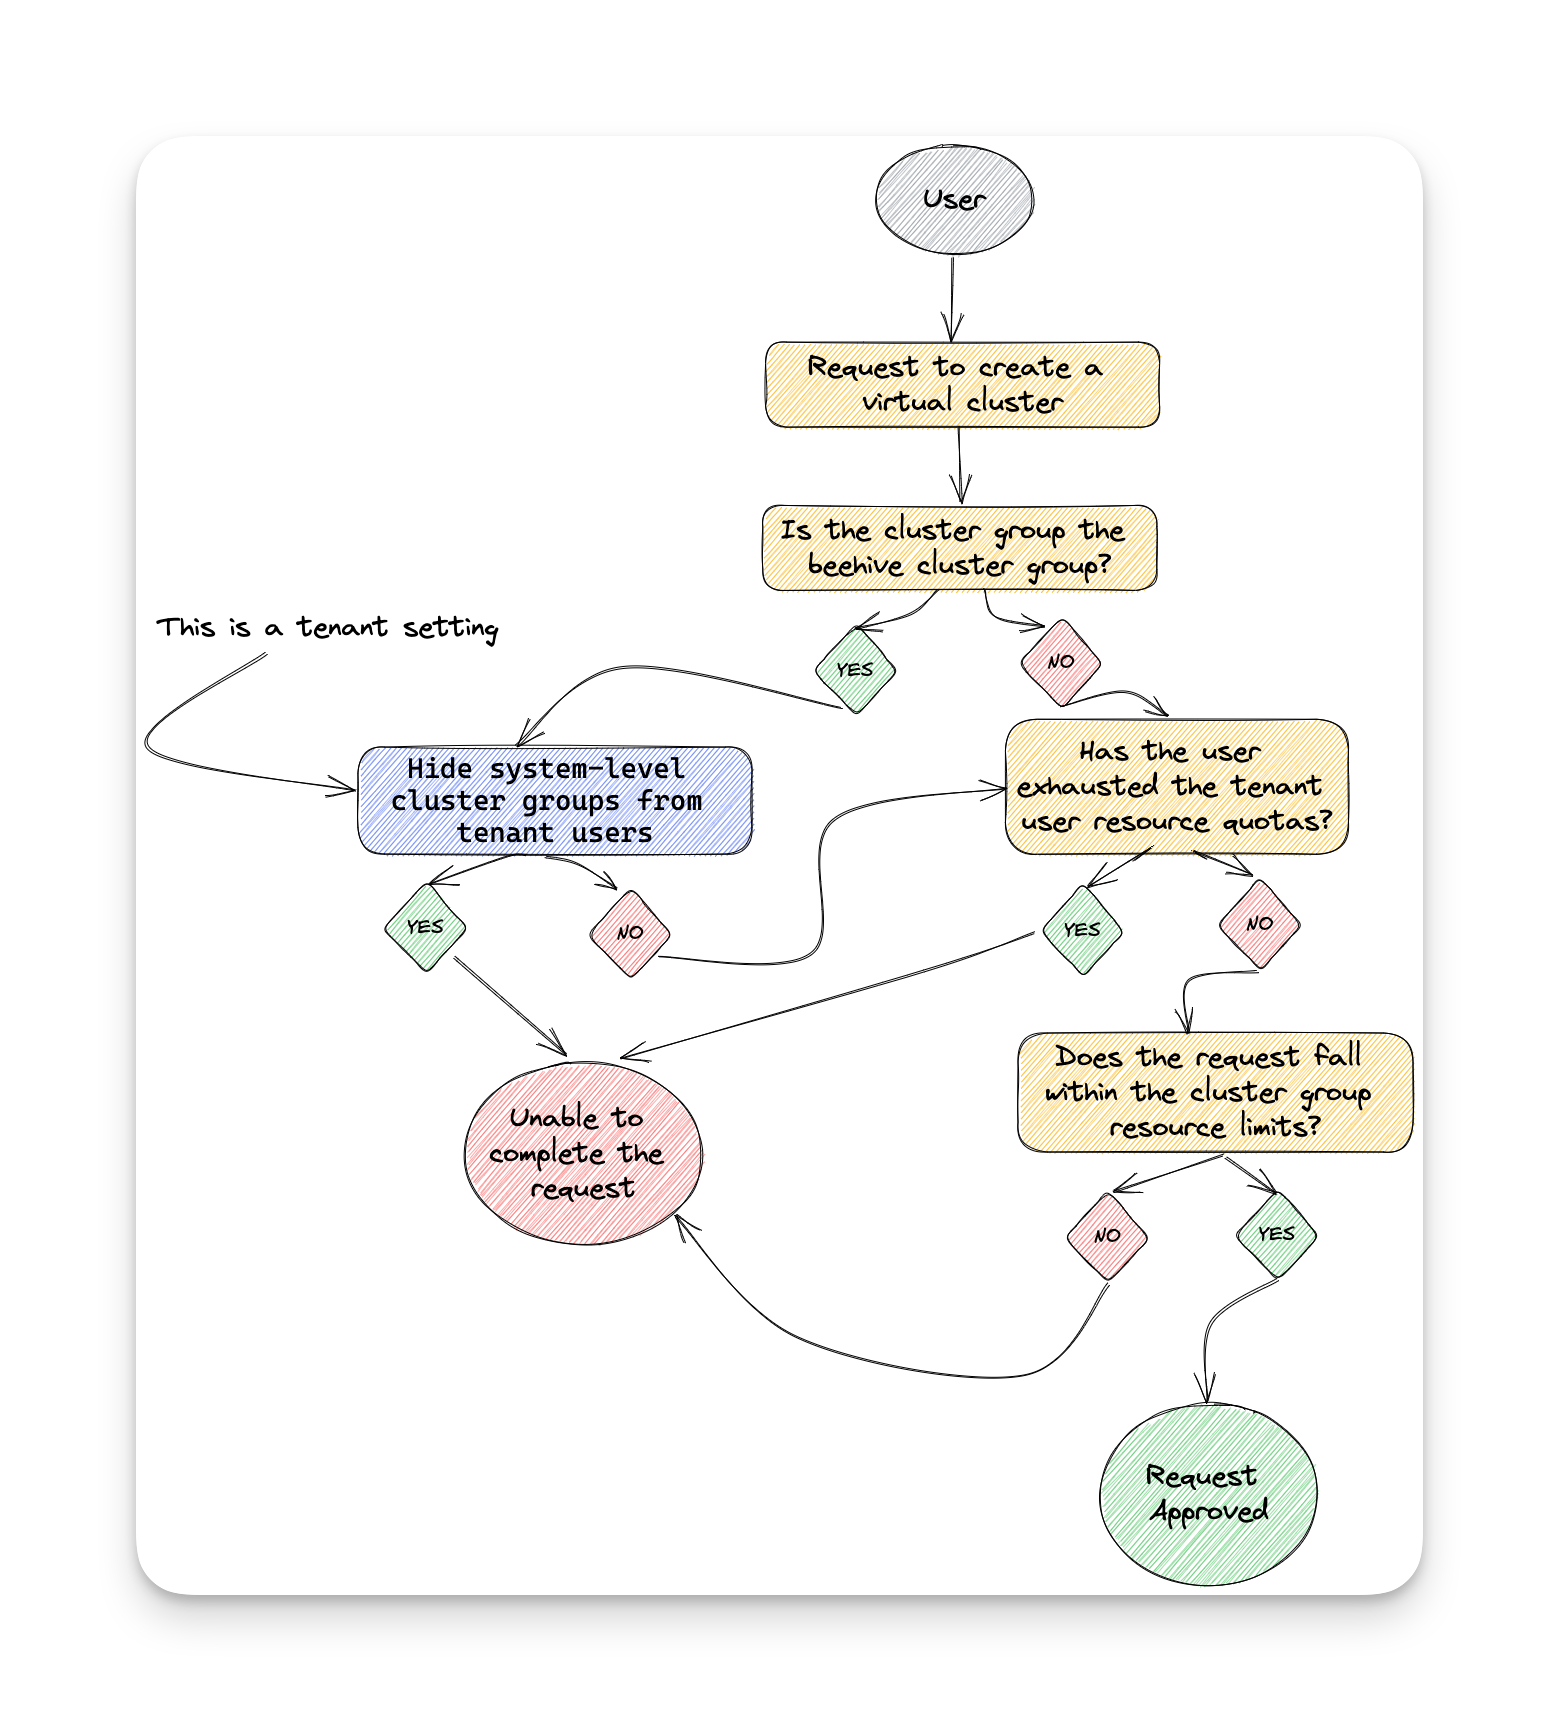 User
Request to create a
virtual cluster
Is the cluster group the
beehive cluster group?
This is a tenant setting
YES
NO
Hide system-level
cluster groups from
tenant users
Has the user
exhausted the tenant
user resource quotas?
YES
NO
YES
NO
Does the request fall
within the cluster group
resource limits?
Unable to
complete the
request
NO
YES
Request
Approved